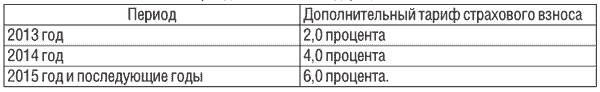 Период Дополнительный тариф страхового взноса
2013 год 2,0 процента
2014 год 4,0 процента
2015 год и последующие годы 6,0 процента.